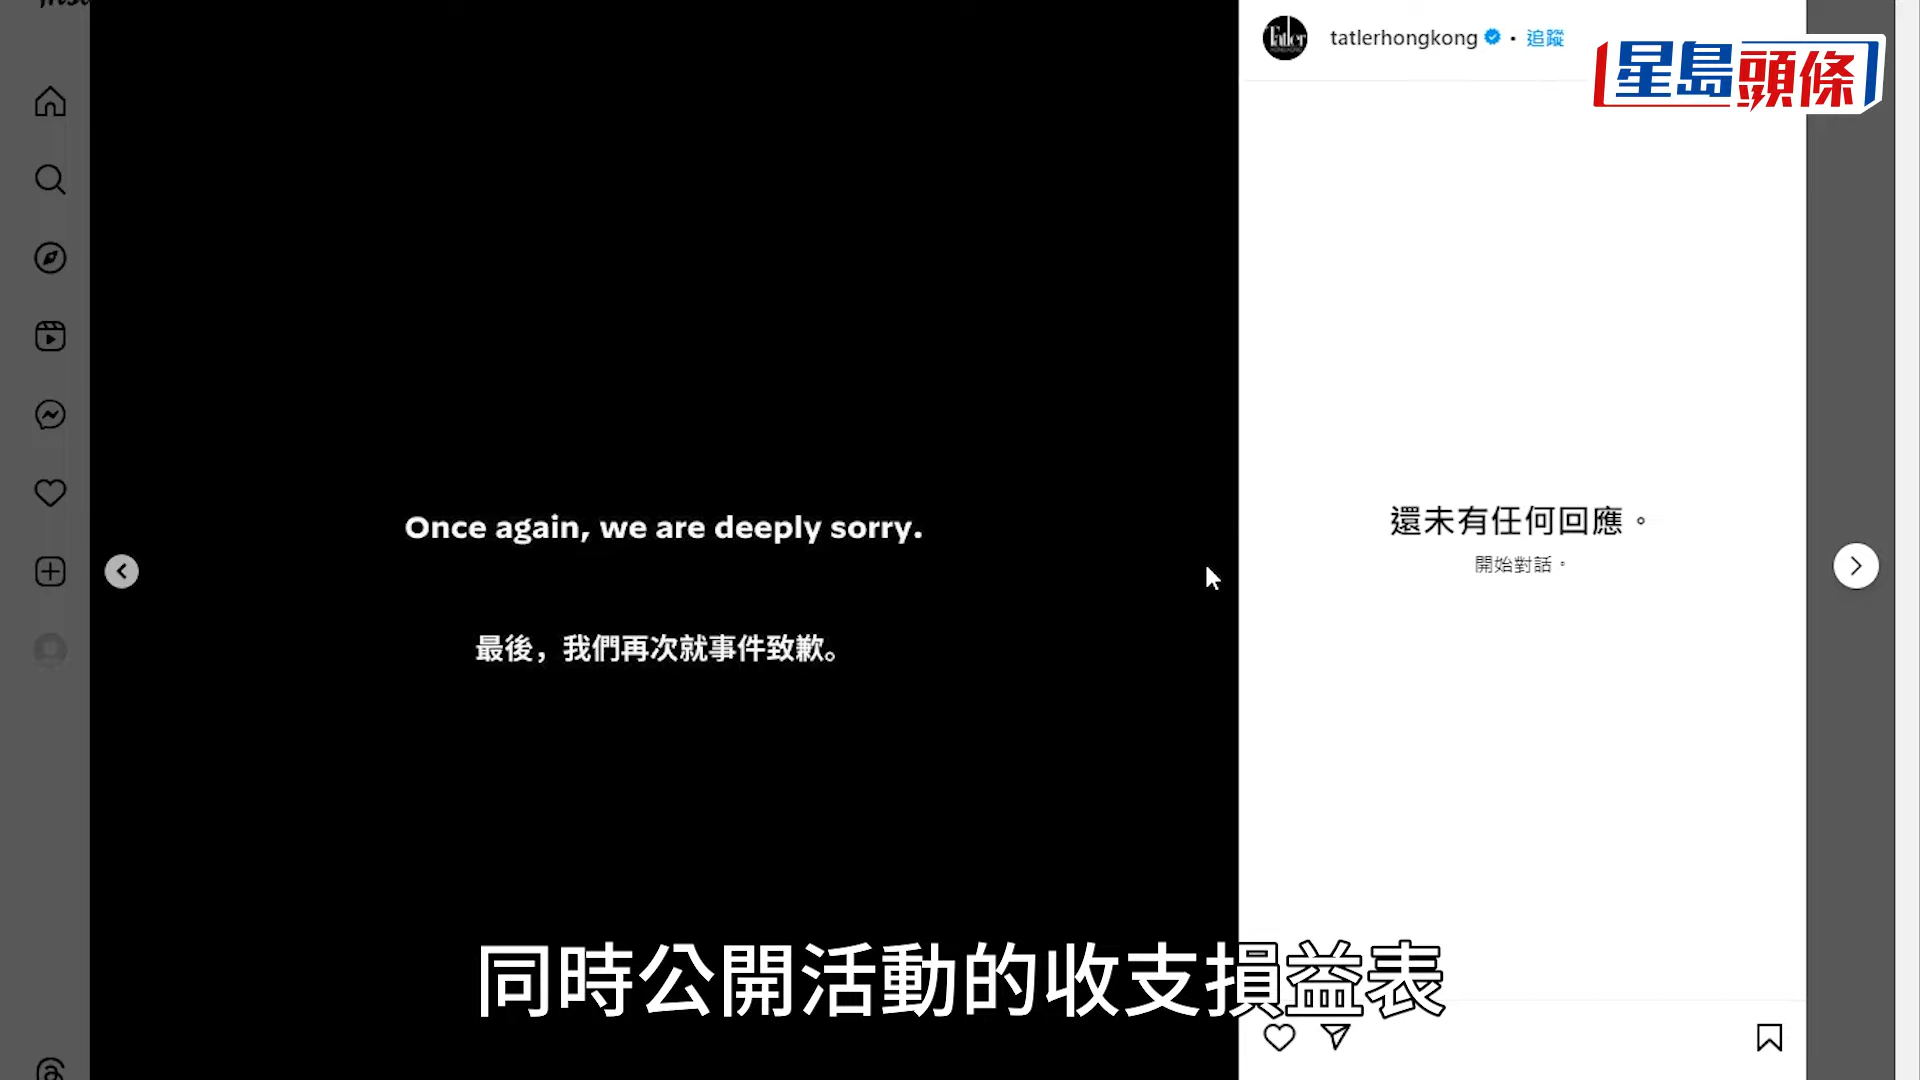 tatlerhongkong • 追蹤
星島頭條
Tatler
Once again, we are deeply sorry.
最後，我們再次就事件致歉。
還未有任何回應。
開始對話。
同時公開活動的收支損益表